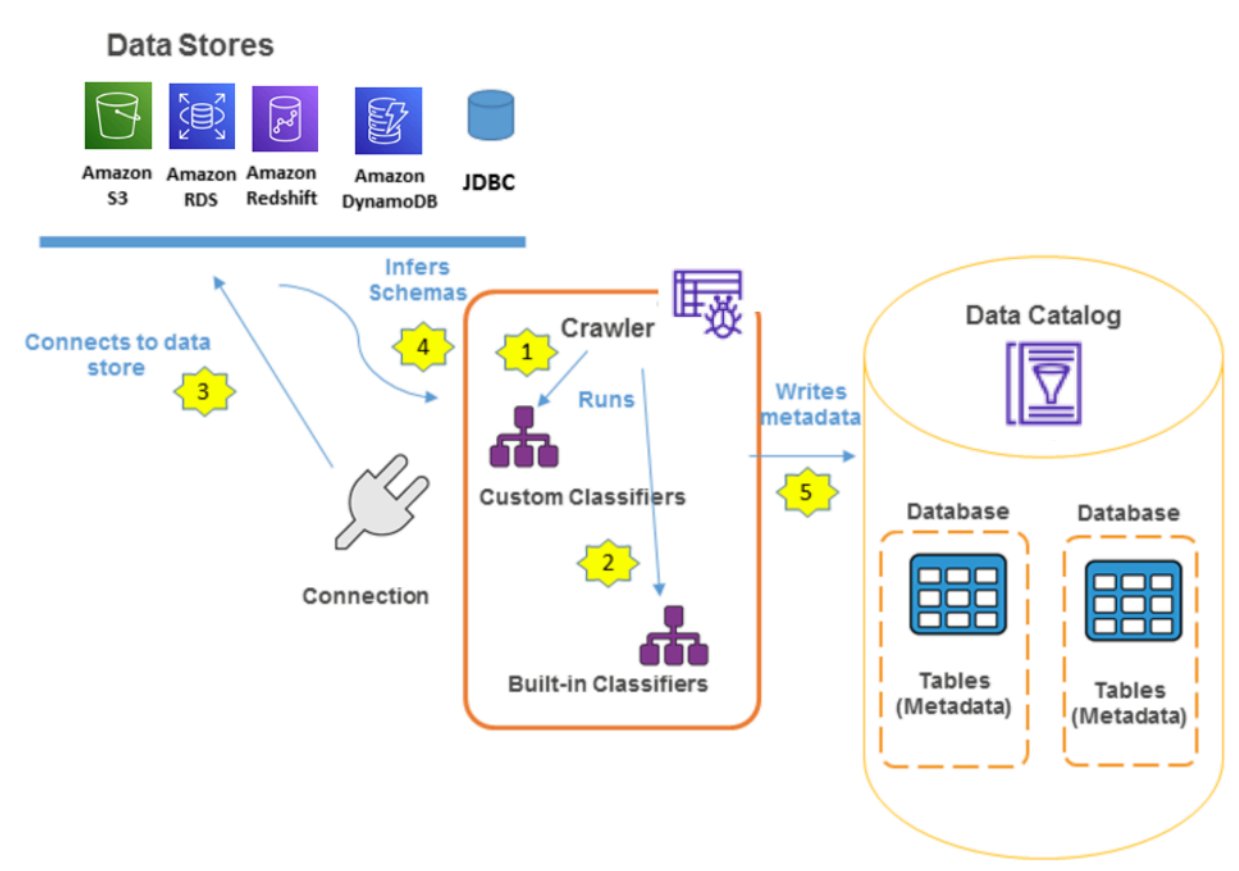 Data Stores
Amazon
S3
Amazon
RDS
Amazon
Redshift
Amazon
DynamoDB
JDBC
Infers
Schemas
4
Connects to data
store
3
Connection
Crawler
1
Runs
Custom Classifiers
2
Built-in Classifiers
Writes
metadata
5
Data Catalog
Database
Tables
(Metadata)
Database
Tables
(Metadata)